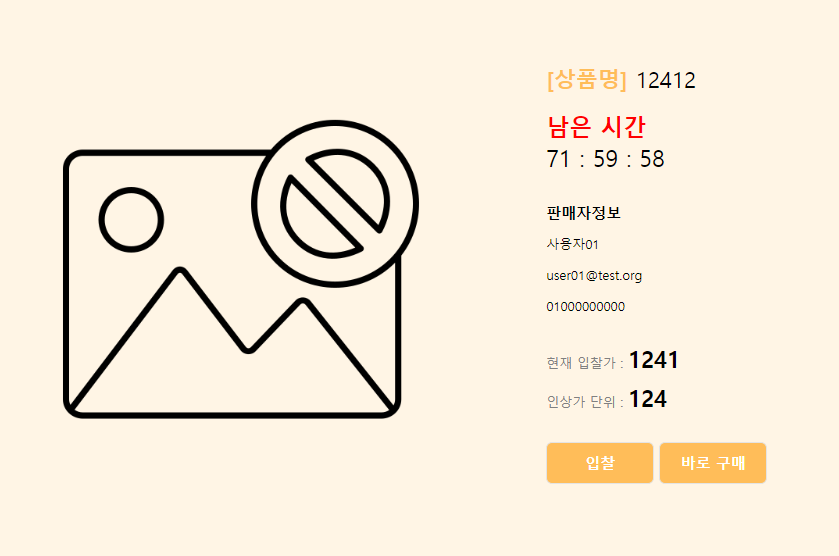 [상품명] 12412
남은 시간
71 : 59 : 58
판매자정보
사용자01
user01@test.org
01000000000
현재 입찰가 : 1241
인상가 단위 : 124
입찰
바로 구매